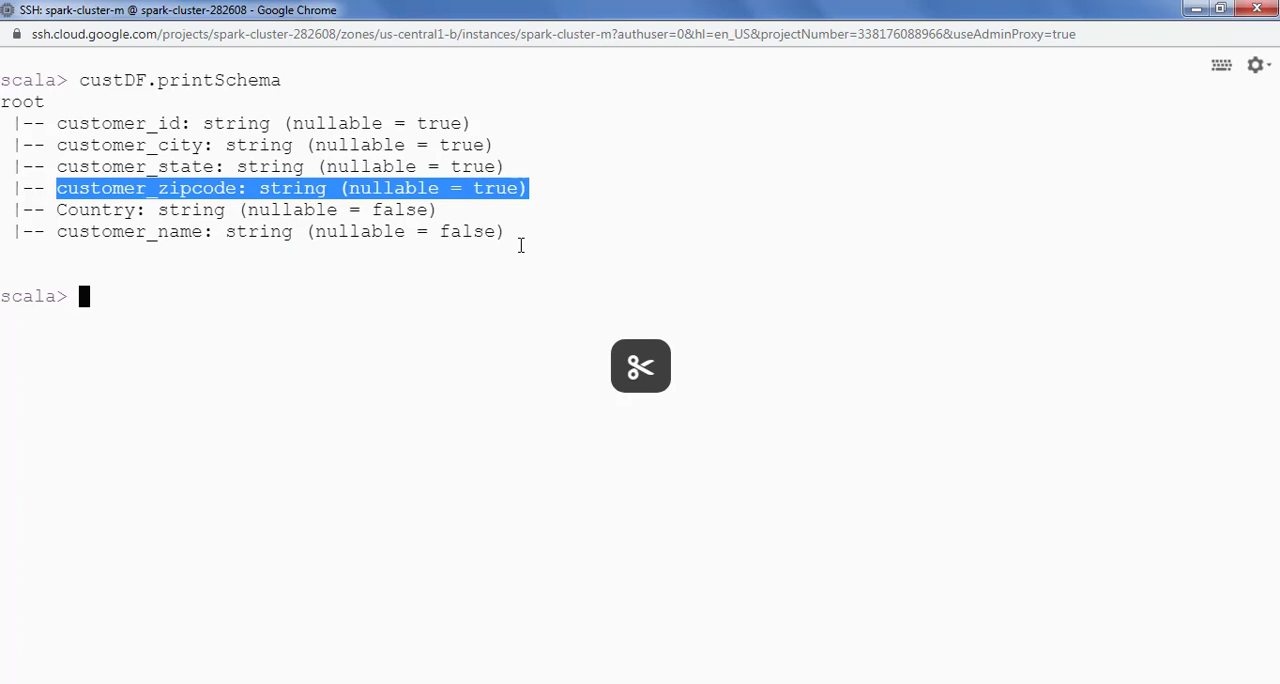 SSH: spark-cluster-m @ spark-cluster-282608 - Google Chrome
ssh.cloud.google.com/projects/spark-cluster-282608/zones/us-central1-b/instances/spark-cluster-m?authuser=0&hl=en_US&projectNumber=338176088966&useAdminProxy=true
scala> custDF.printSchema
root
 |-- customer_id: string (nullable = true)
 |-- customer_city: string (nullable = true)
 |-- customer_state: string (nullable = true)
 |-- customer_zipcode: string (nullable = true)
 |-- Country: string (nullable = false)
 |-- customer_name: string (nullable = false)
scala>